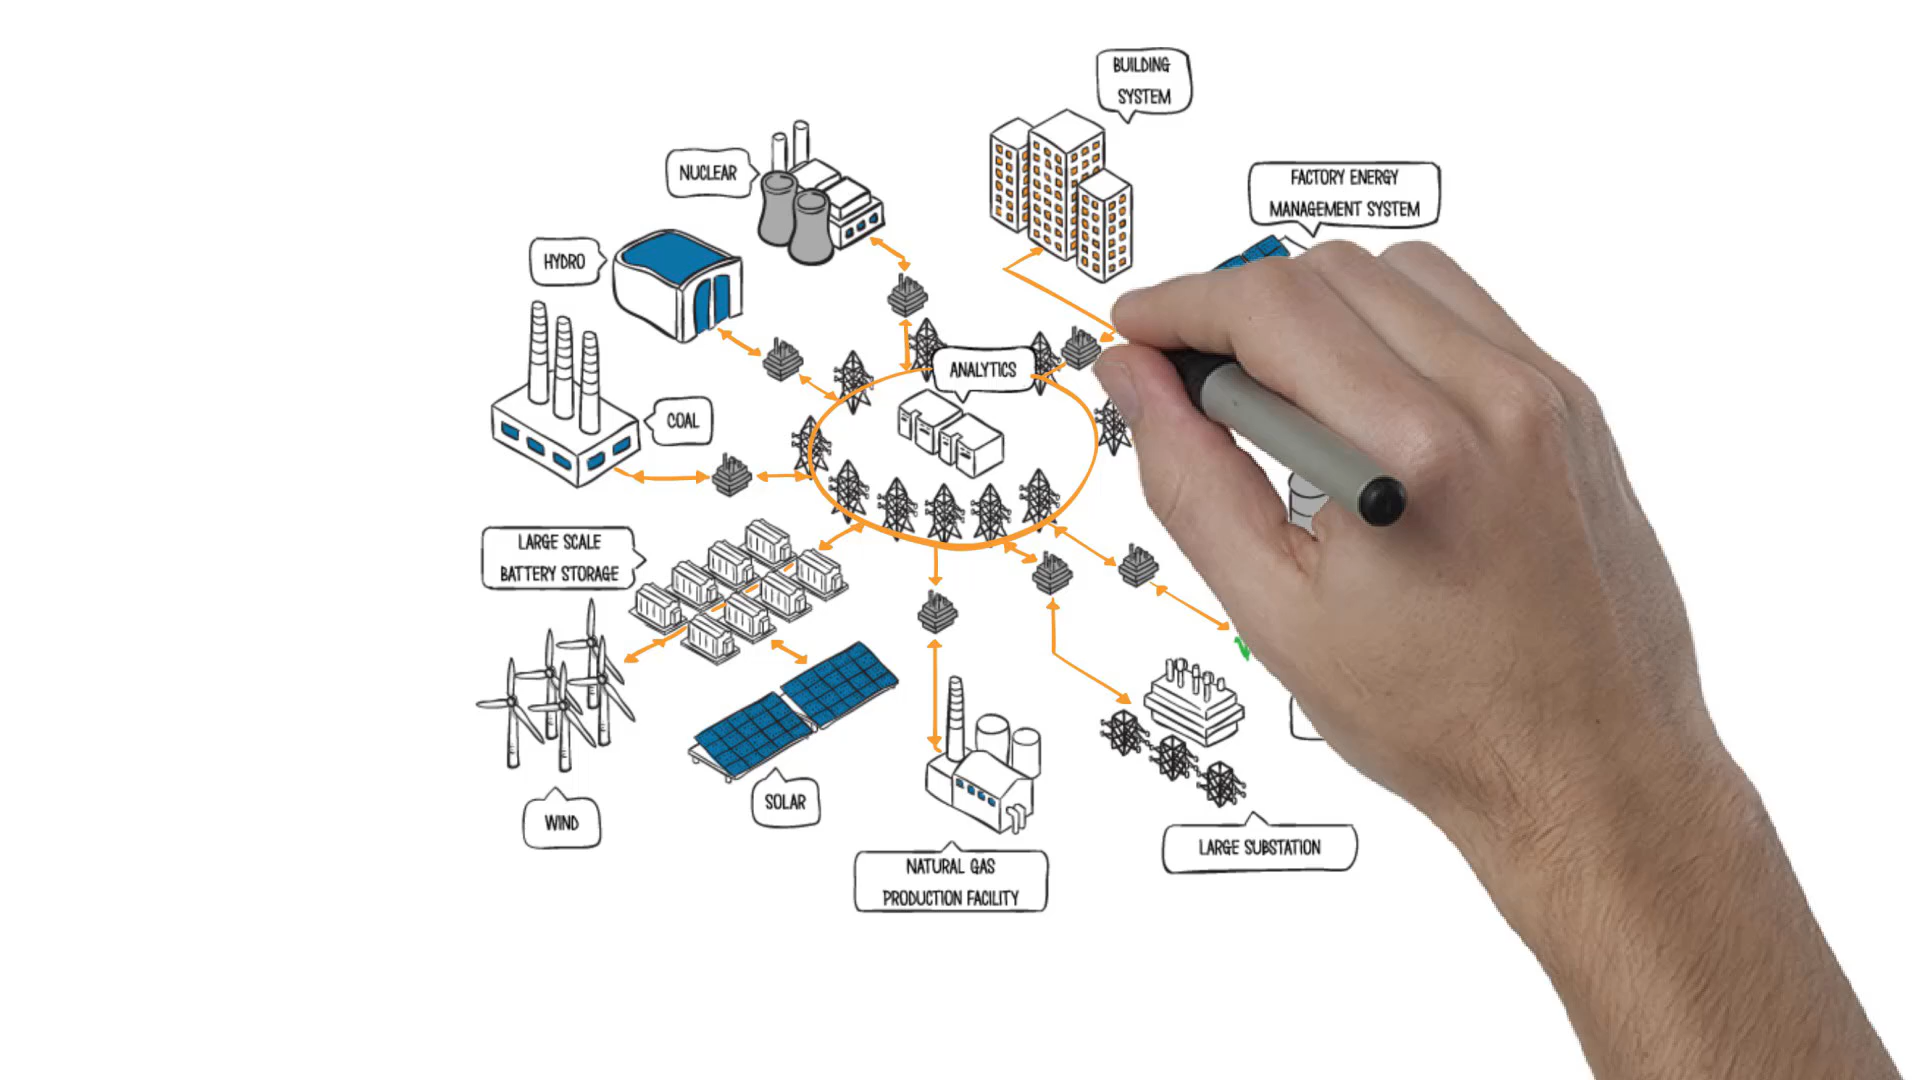 BUILDING
SYSTEM
NUCLEAR
FACTORY ENERGY
MANAGEMENT SYSTEM
HYDRO
ANALYTICS
COAL
LARGE SCALE
BATTERY STORAGE
SOLAR
WIND
LARGE SUBSTATION
NATURAL GAS
PRODUCTION FACILITY